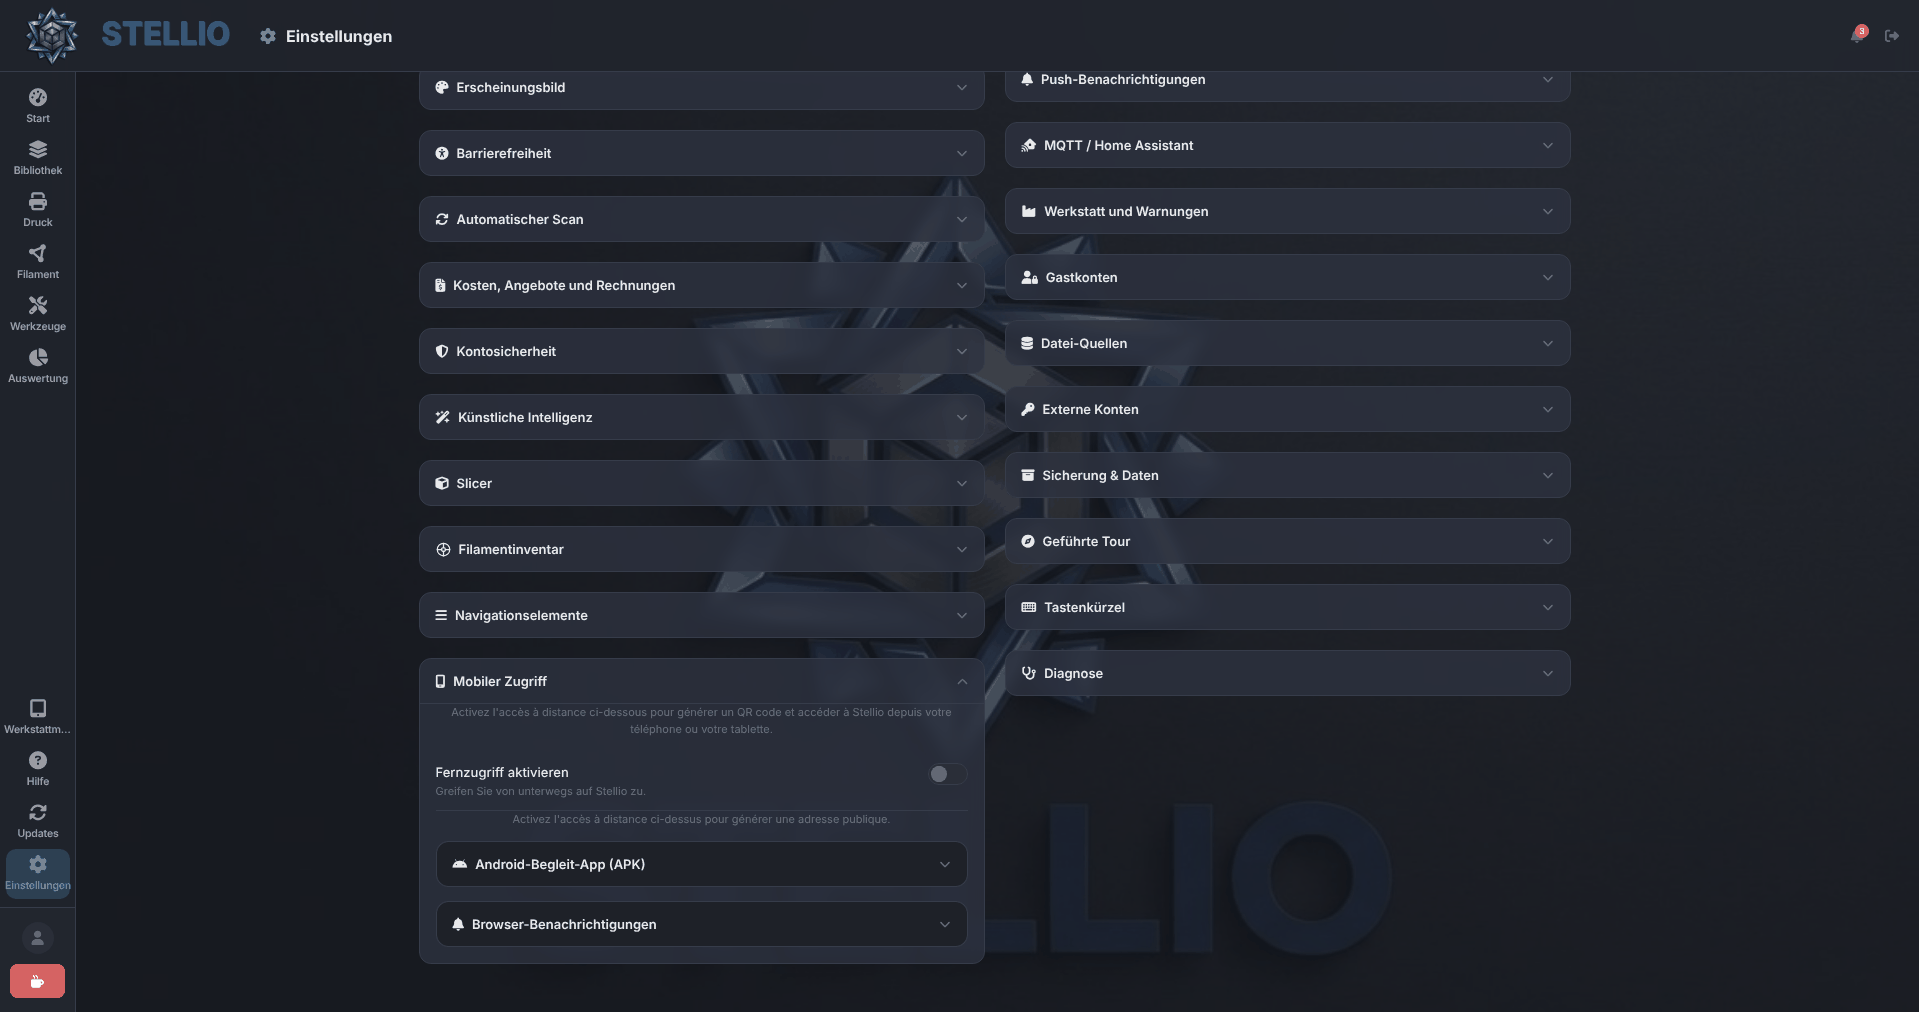 STELLIO
Einstellungen
3
Start
Bibliothek
Druck
Filament
Werkzeuge
Auswertung
Werkstattm...
Hilfe
Updates
Einstellungen
Erscheinungsbild
Barrierefreiheit
Automatischer Scan
Kosten, Angebote und Rechnungen
Kontosicherheit
Künstliche Intelligenz
Slicer
Filamentinventar
Navigationselemente
Mobiler Zugriff
Activez l'accès à distance ci-dessous pour générer un QR code et accéder à Stellio depuis votre
téléphone ou votre tablette.
Fernzugriff aktivieren
Greifen Sie von unterwegs auf Stellio zu.
Activez l'accès à distance ci-dessus pour générer une adresse publique.
Android-Begleit-App (APK)
Browser-Benachrichtigungen
Push-Benachrichtigungen
MQTT / Home Assistant
Werkstatt und Warnungen
Gastkonten
Datei-Quellen
Externe Konten
Sicherung & Daten
Geführte Tour
Tastenkürzel
Diagnose
LLIO